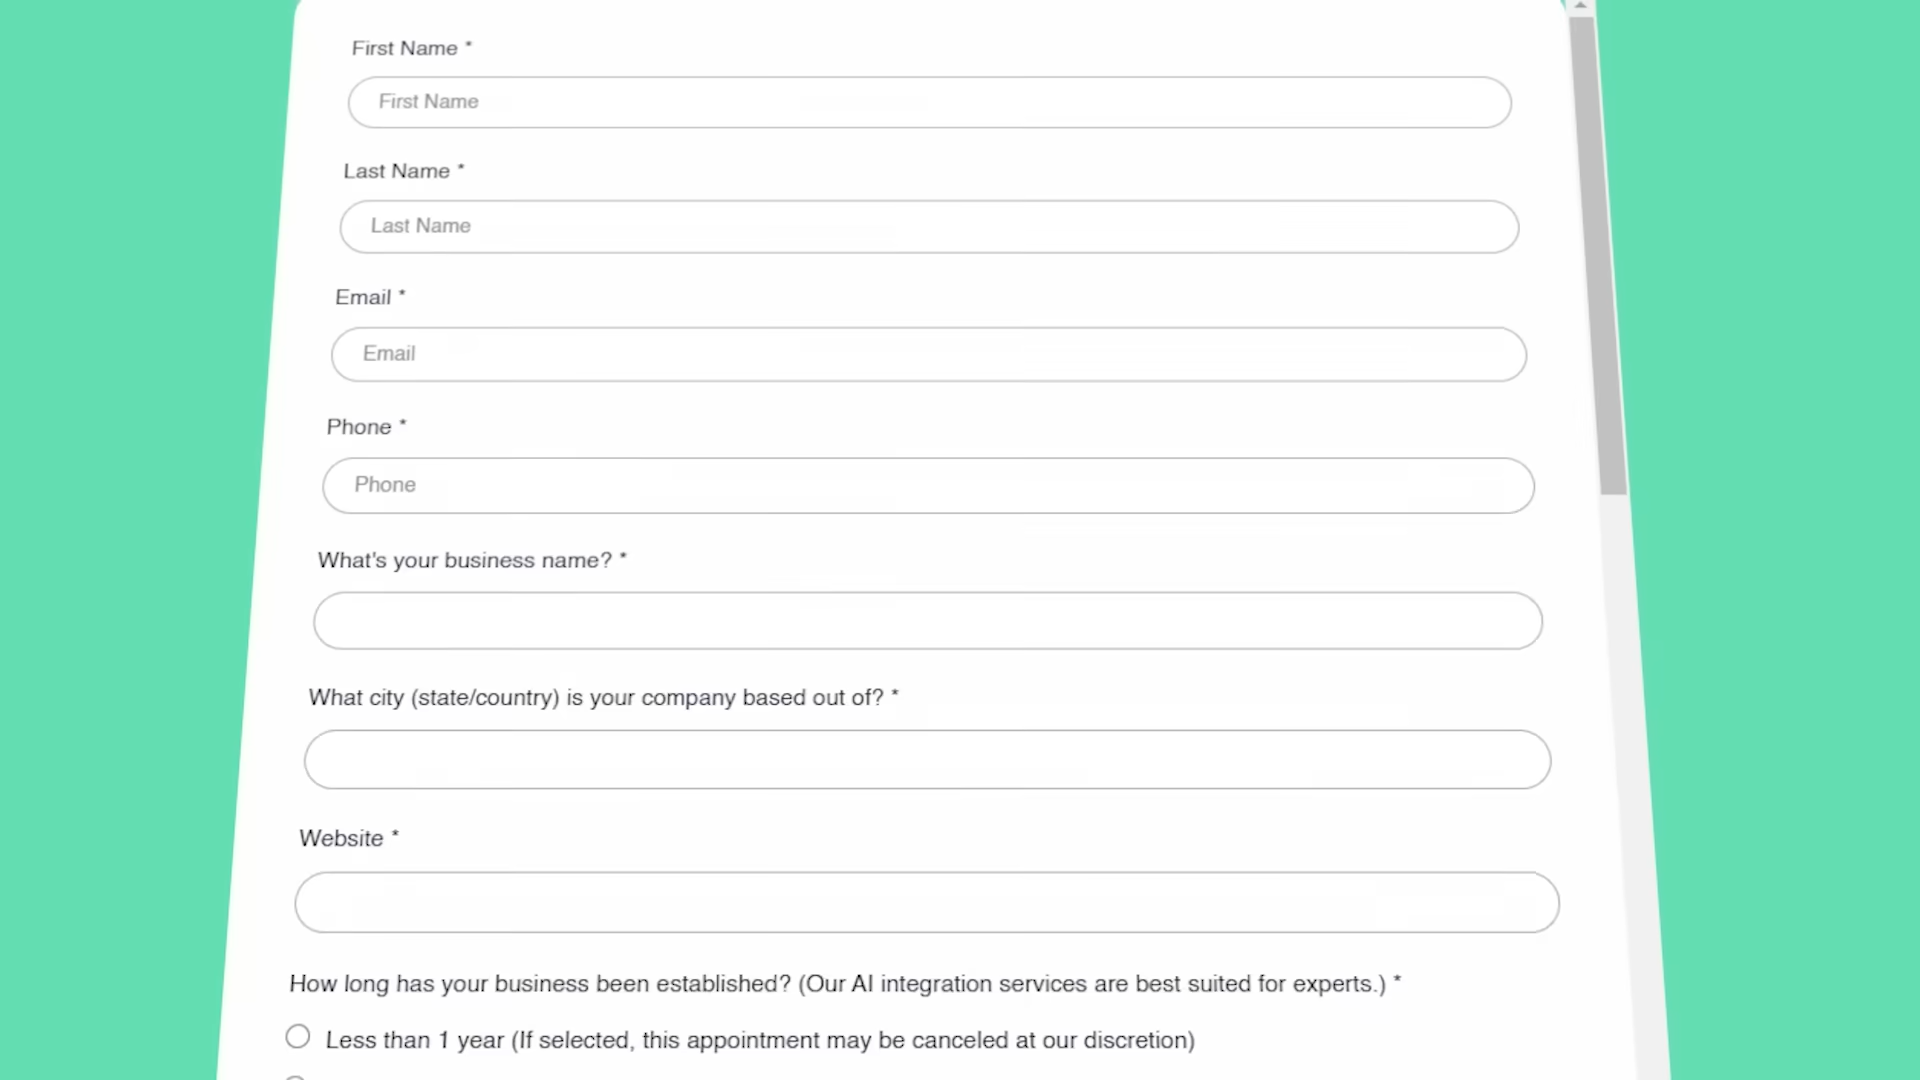 First Name *
First Name
Last Name *
Last Name
Email *
Email
Phone *
Phone
What's your business name? *
What city (state/country) is your company based out of? *
Website *
How long has your business been established? (Our AI integration services are best suited for experts.) *
Less than 1 year (If selected, this appointment may be canceled at our discretion)